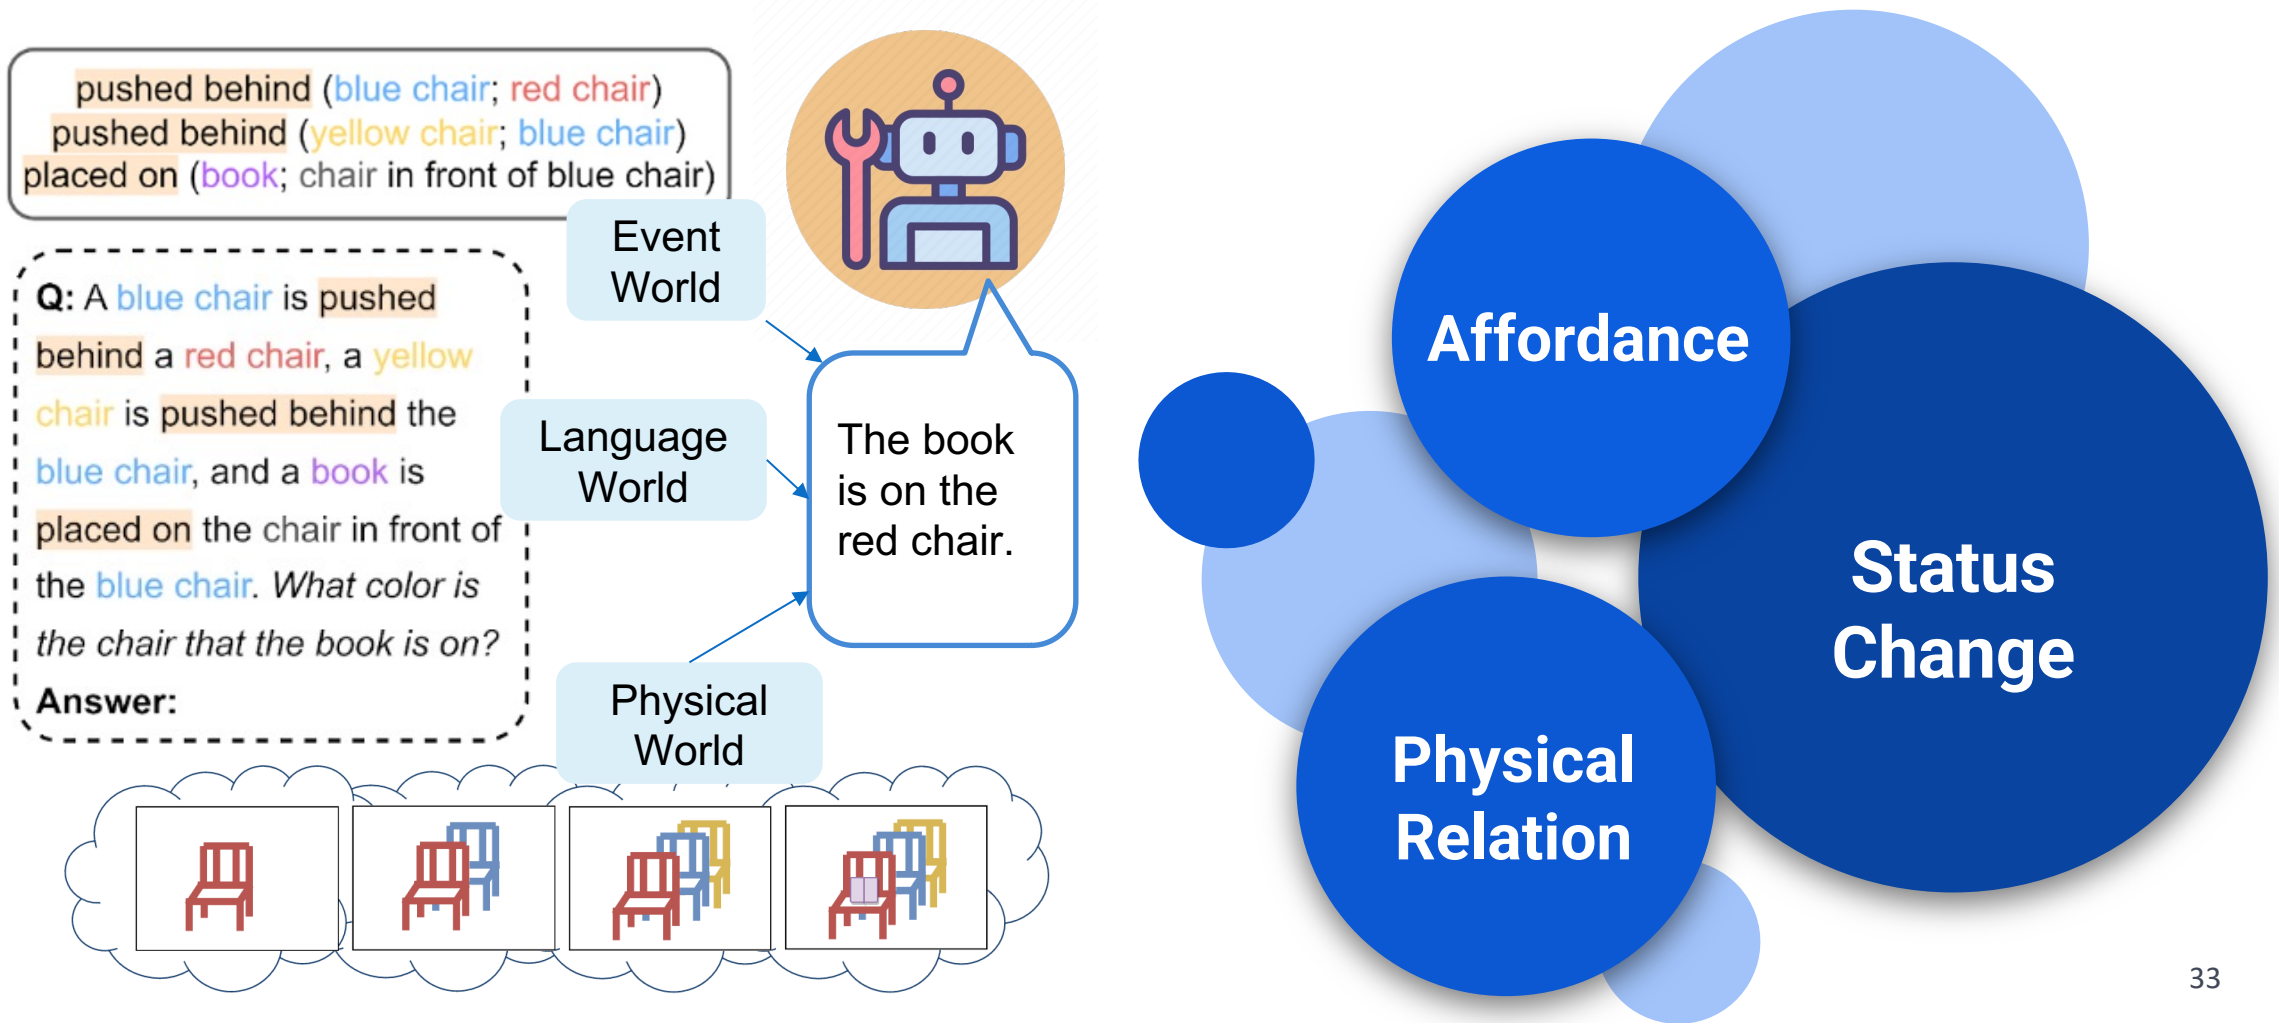 pushed behind (blue chair; red chair)
pushed behind (yellow chair; blue chair)
placed on (book; chair in front of blue chair)
Event
World
Q: A blue chair is pushed
behind a red chair, a yellow
chair is pushed behind the
blue chair, and a book is
placed on the chair in front of
the blue chair. What color is
the chair that the book is on?
Answer:
Language
World
The book
is on the
red chair.
Physical
World
Affordance
Status
Change
Physical
Relation
33